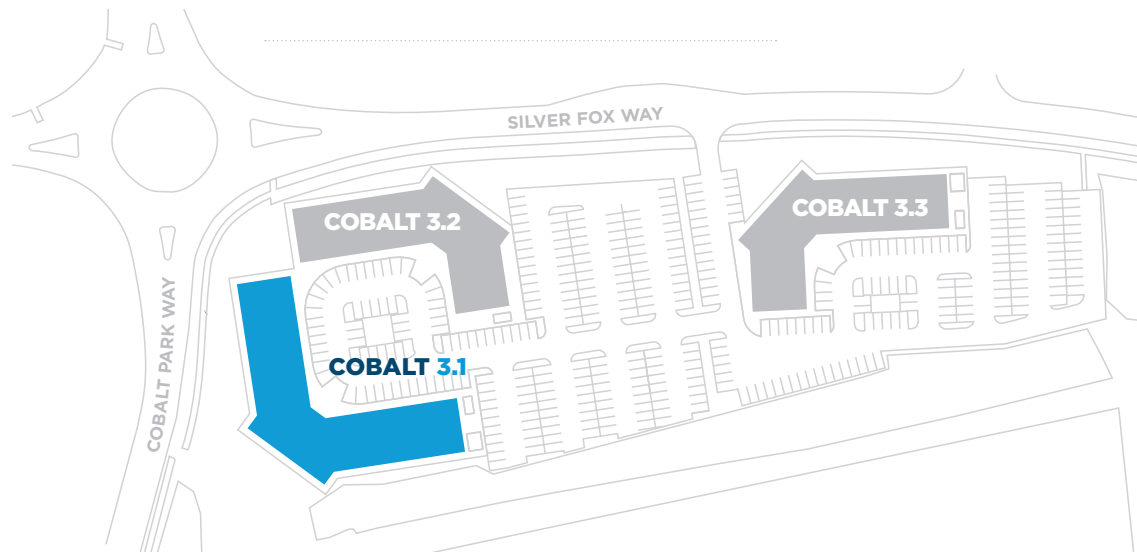 SILVER FOX WAY
COBALT 3.2
COBALT 3.3
COBALT 3.1
COBALT PARK WAY